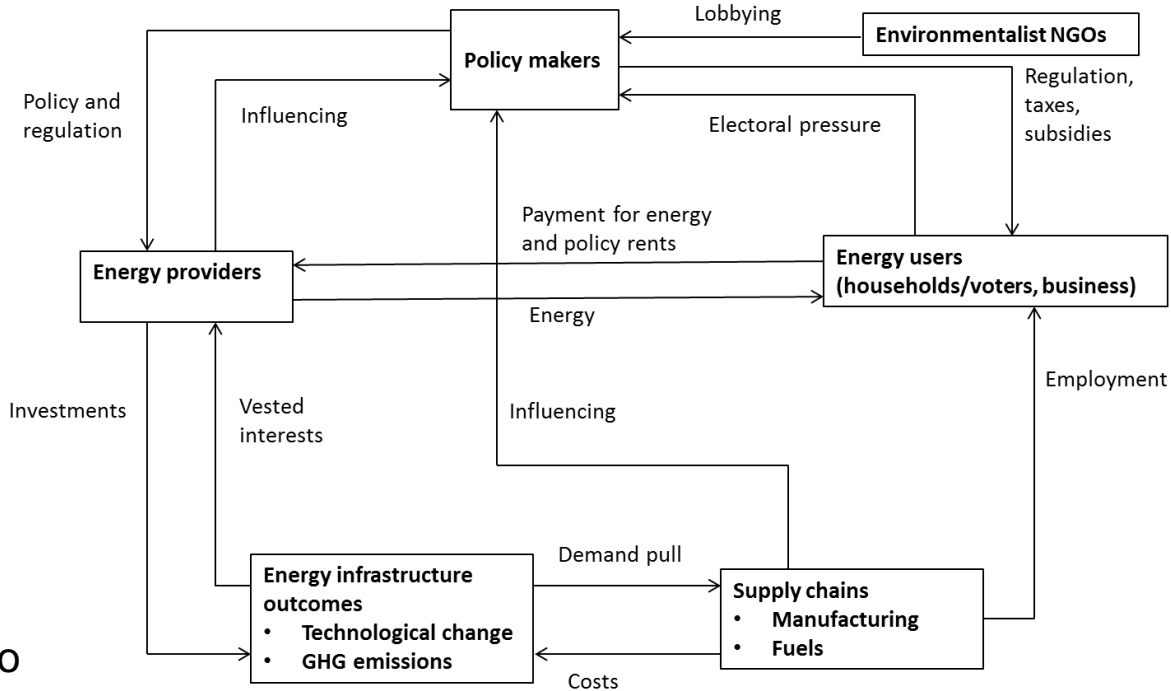 Lobbying
Environmentalist NGOs
Policy makers
Policy and
regulation
Influencing
Electoral pressure
Regulation,
taxes,
subsidies
Payment for energy
and policy rents
Energy providers
Energy users
(households/voters, business)
Energy
Investments
Vested
interests
Influencing
Employment
Energy infrastructure
outcomes
• Technological change
• GHG emissions
Demand pull
Supply chains
• Manufacturing
• Fuels
Costs
o